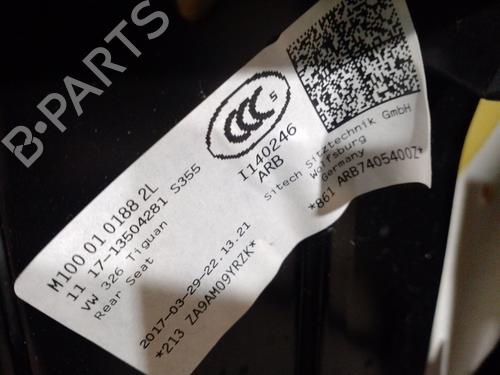 M100 01 0188 2L
11 17-13504281 S355
VW 326 Tiguan
Rear Seat
2017-03-29-22.13.21
*213 ZA9AM09YRZK*
S
I140246
ARB
Sitech Sitztechnik GmbH
Wolfsburg
Germany
*861 ARB7405400Z*
B-PARTS